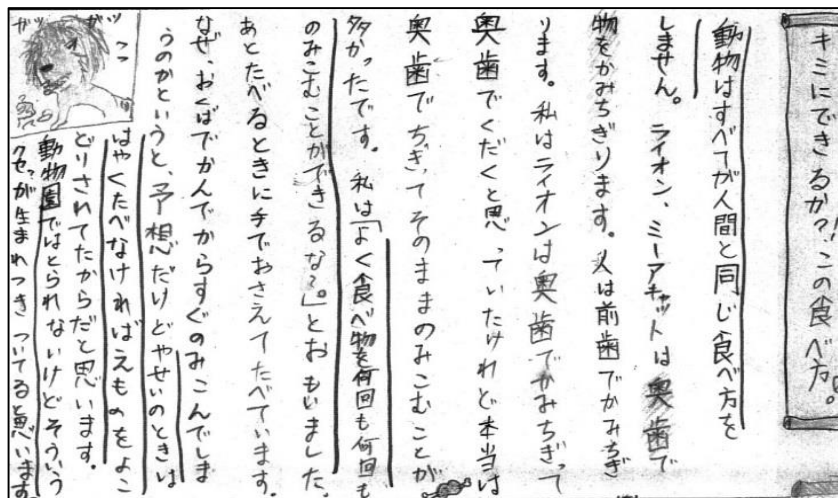 キミにできるか?!この食べ方。
動物はすべてが人間と同じ食べ方を
しません。ライオン、ミーアキャットは奥歯で
物をかみちぎります。人は前歯でかみちぎ
ります。私はライオンは奥歯でかみちぎって
奥歯でくだくと思っていたけれど本当は
奥歯でちぎってそのままのみこむことが
多かったです。私は「よく食べ物を何回も何回も
のみこむことができるな?。」とおもいました。
あとたべるときに手でおさえてたべています。
なぜ、おくばでかんでからすぐのみこんでしま
うのかというと、予想だけどやせいのときは
はやくたべなければえものをよこ
どりされてたからだと思います。
動物園ではとられないけどそういう
クセ?が生まれつきついてると思います。
ガツ
ガツ